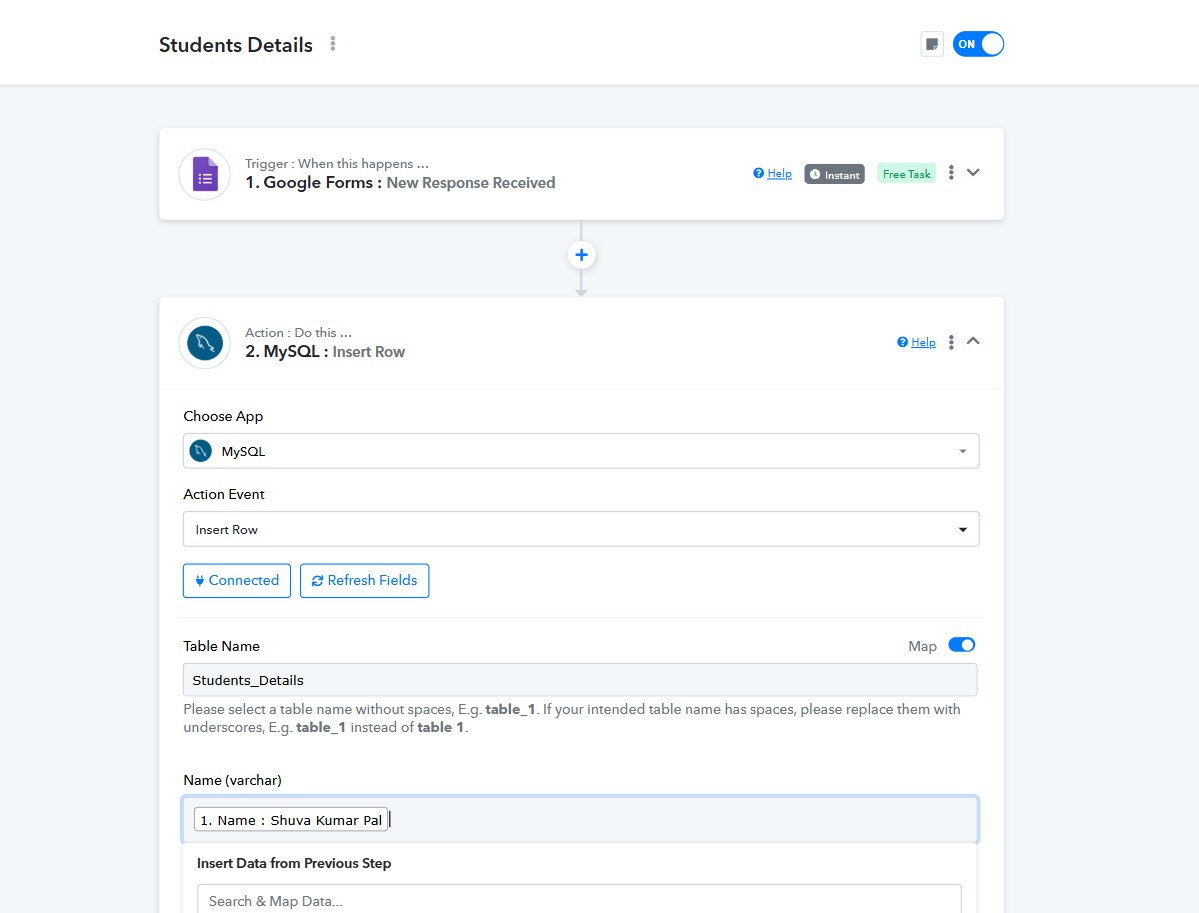 Students Details
ON
Trigger : When this happens ...
1. Google Forms : New Response Received
Help
Instant
Free Task
Action : Do this ...
2. MySQL : Insert Row
Help
Choose App
MySQL
Action Event
Insert Row
Connected
Refresh Fields
Table Name
Map
Students_Details
Please select a table name without spaces, E.g. table_1. If your intended table name has spaces, please replace them with
underscores, E.g. table_1 instead of table 1.
Name (varchar)
1. Name : Shuva Kumar Pal
Insert Data from Previous Step
Search & Map Data...